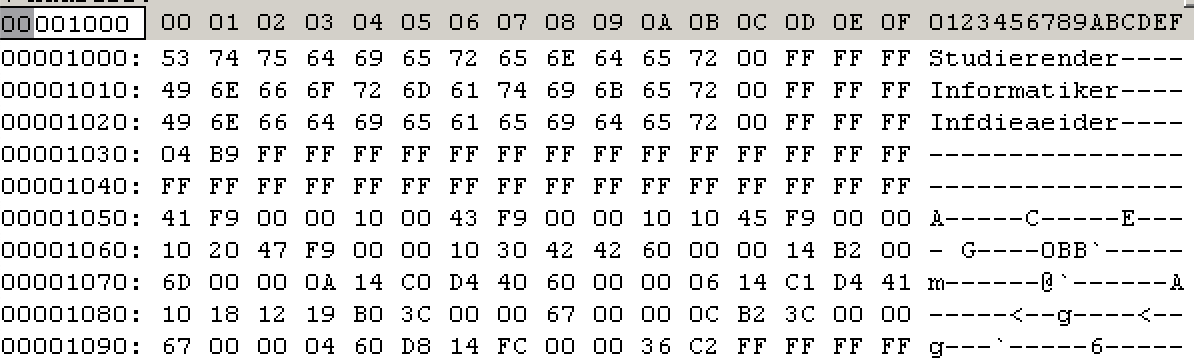 00001000 00 01 02 03 04 05 06 07 08 09 0A 0B 0C 0D 0E 0F 0123456789ABCDEF
00001000: 53 74 75 64 69 65 72 65 6E 64 65 72 00 FF FF FF Studierender----
00001010: 49 6E 66 6F 72 6D 61 74 69 6B 65 72 00 FF FF FF Informatiker----
00001020: 49 6E 66 64 69 65 61 65 69 64 65 72 00 FF FF FF Infdieaeider----
00001030: 04 B9 FF FF FF FF FF FF FF FF FF FF FF FF FF FF ----------------
00001040: FF FF FF FF FF FF FF FF FF FF FF FF FF FF FF FF ----------------
00001050: 41 F9 00 00 10 00 43 F9 00 00 10 10 45 F9 00 00 A-----C-----E---
00001060: 10 20 47 F9 00 00 10 30 42 42 60 00 00 14 B2 00 - G----0BB`-----
00001070: 6D 00 00 0A 14 C0 D4 40 60 00 00 06 14 C1 D4 41 m------@`------A
00001080: 10 18 12 19 B0 3C 00 00 67 00 00 0C B2 3C 00 00 -----<--g----<--
00001090: 67 00 00 04 60 D8 14 FC 00 00 36 C2 FF FF FF FF g---`-----6-----